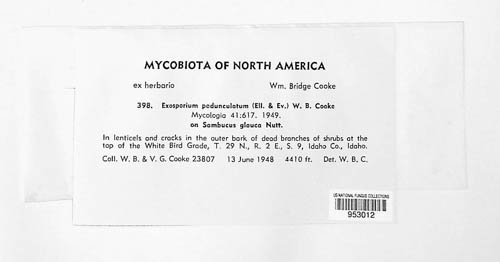 MYCOBIOTA OF NORTH AMERICA
ex herbario Wm. Bridge Cooke
398. Exosporium pedunculatum (Ell. & Ev.) W. B. Cooke
Mycologia 41:617. 1949.
on Sambucus glauca Nutt.
In lenticels and cracks in the outer bark of dead branches of shrubs at the
top of the White Bird Grade, T. 29 N., R. 2 E., S. 9, Idaho Co., Idaho.
Coll. W. B. & V. G. Cooke 23807 13 June 1948 4410 ft. Det. W. B. C.
US NATIONAL FUNGUS COLLECTIONS
953012